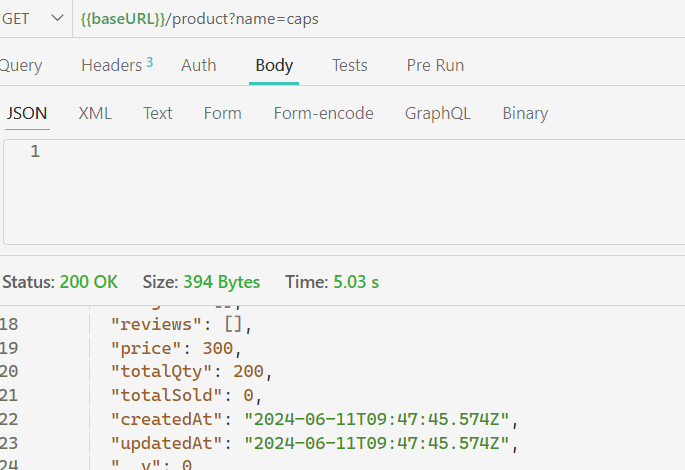 GET {{baseURL}}/product?name=caps
Query Headers 3 Auth Body Tests Pre Run
JSON XML Text Form Form-encode GraphQL Binary
1
Status: 200 OK Size: 394 Bytes Time: 5.03 s
18 "reviews": [],
19 "price": 300,
20 "totalQty": 200,
21 "totalSold": 0,
22 "createdAt": "2024-06-11T09:47:45.574Z",
23 "updatedAt": "2024-06-11T09:47:45.574Z",
24 "__v": 0